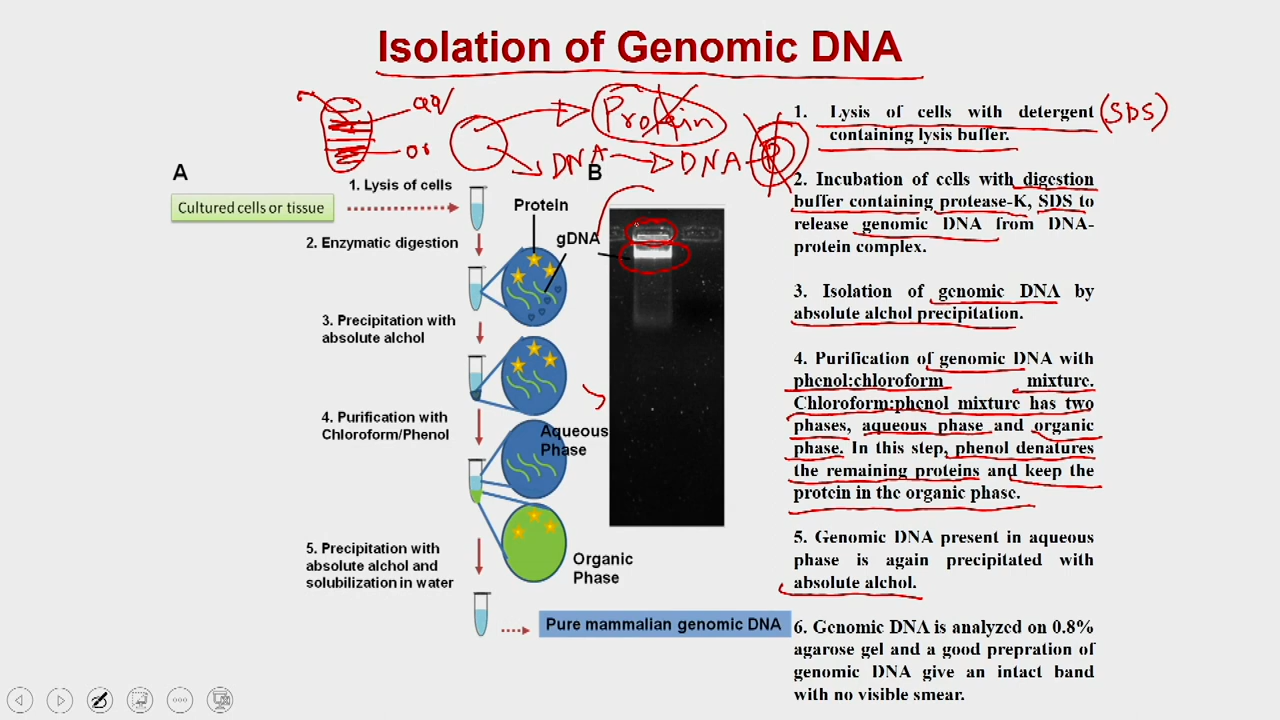 Isolation of Genomic DNA
aq
or
Protein
DNA
DNA
P
(SDS)
A
B
Cultured cells or tissue
1. Lysis of cells
2. Enzymatic digestion
3. Precipitation with
absolute alchol
4. Purification with
Chloroform/Phenol
5. Precipitation with
absolute alchol and
solubilization in water
Protein
gDNA
Aqueous
Phase
Organic
Phase
Pure mammalian genomic DNA
1. Lysis of cells with detergent
containing lysis buffer.
2. Incubation of cells with digestion
buffer containing protease-K, SDS to
release genomic DNA from DNA-
protein complex.
3. Isolation of genomic DNA by
absolute alchol precipitation.
4. Purification of genomic DNA with
phenol:chloroform mixture.
Chloroform:phenol mixture has two
phases, aqueous phase and organic
phase. In this step, phenol denatures
the remaining proteins and keep the
protein in the organic phase.
5. Genomic DNA present in aqueous
phase is again precipitated with
absolute alchol.
6. Genomic DNA is analyzed on 0.8%
agarose gel and a good prepration of
genomic DNA give an intact band
with no visible smear.